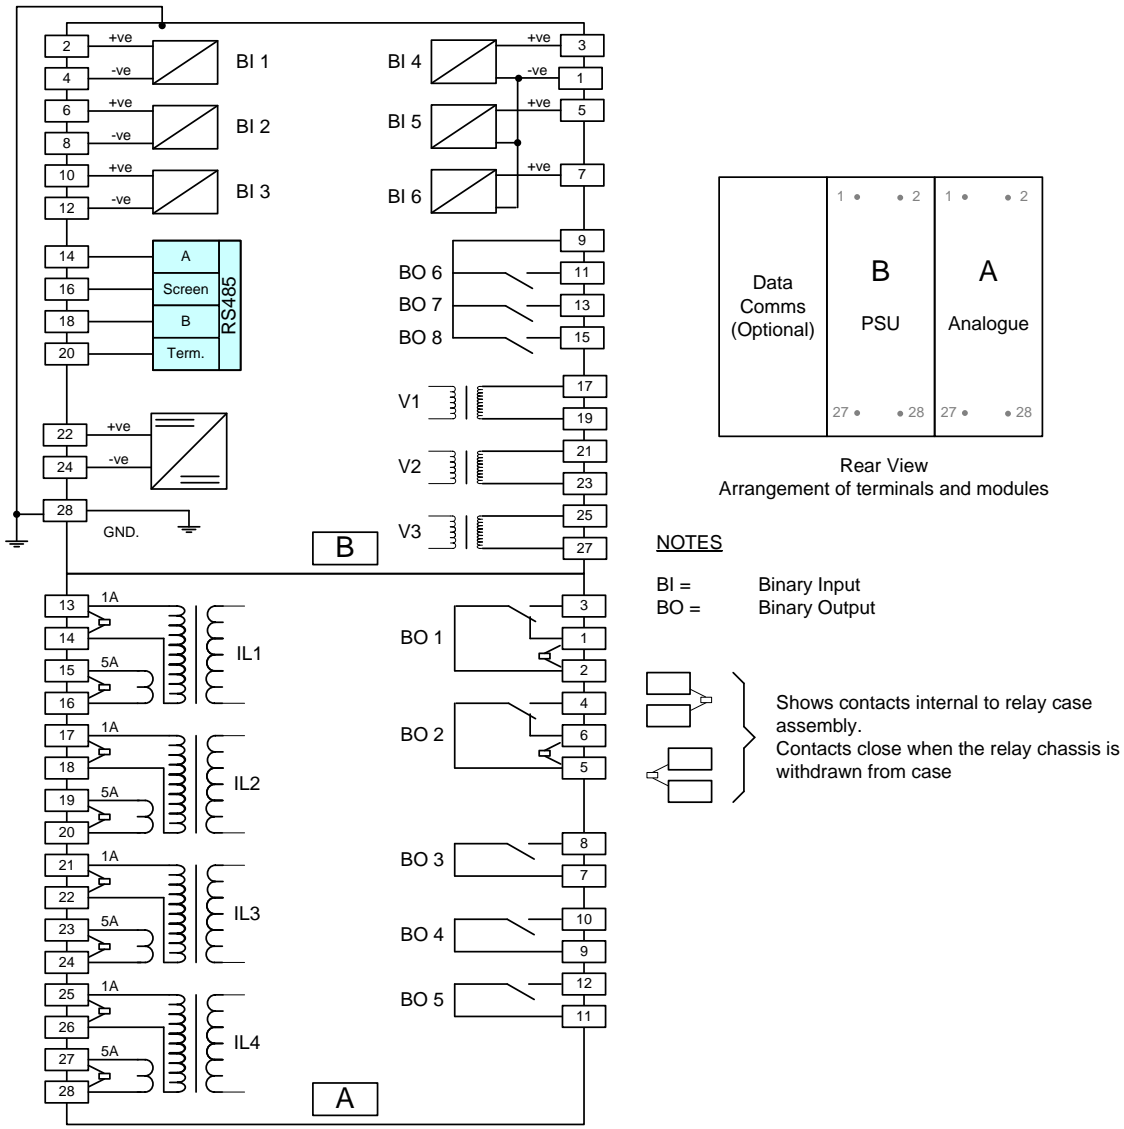 2 +ve BI 1
4 -ve
6 +ve BI 2
8 -ve
10 +ve BI 3
12 -ve
14 A
16 Screen
18 B
20 Term.
RS485
22 +ve
24 -ve
28
GND.
BI 4 +ve 3
-ve 1
BI 5 +ve 5
BI 6 +ve 7
9
BO 6 11
BO 7 13
BO 8 15
V1 17
19
V2 21
23
V3 25
27
B
13 1A
14
IL1
15 5A
16
17 1A
18
IL2
19 5A
20
21 1A
22
IL3
23 5A
24
25 1A
26
IL4
27 5A
28
3
BO 1 1
2
4
BO 2 6
5
8
BO 3
7
10
BO 4
9
12
BO 5
11
A
Data
Comms
(Optional)
1 2
B
PSU
27 28
1 2
A
Analogue
27 28
Rear View
Arrangement of terminals and modules
NOTES
BI = Binary Input
BO = Binary Output
Shows contacts internal to relay case
assembly.
Contacts close when the relay chassis is
withdrawn from case